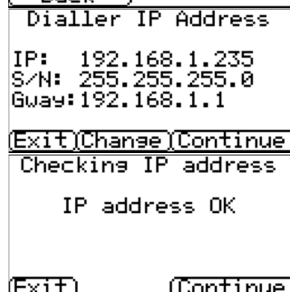 Back
Dialler IP Address
IP: 192.168.1.235
S/N: 255.255.255.0
Gway:192.168.1.1
Exit Change Continue
Checking IP address
IP address OK
Exit Continue